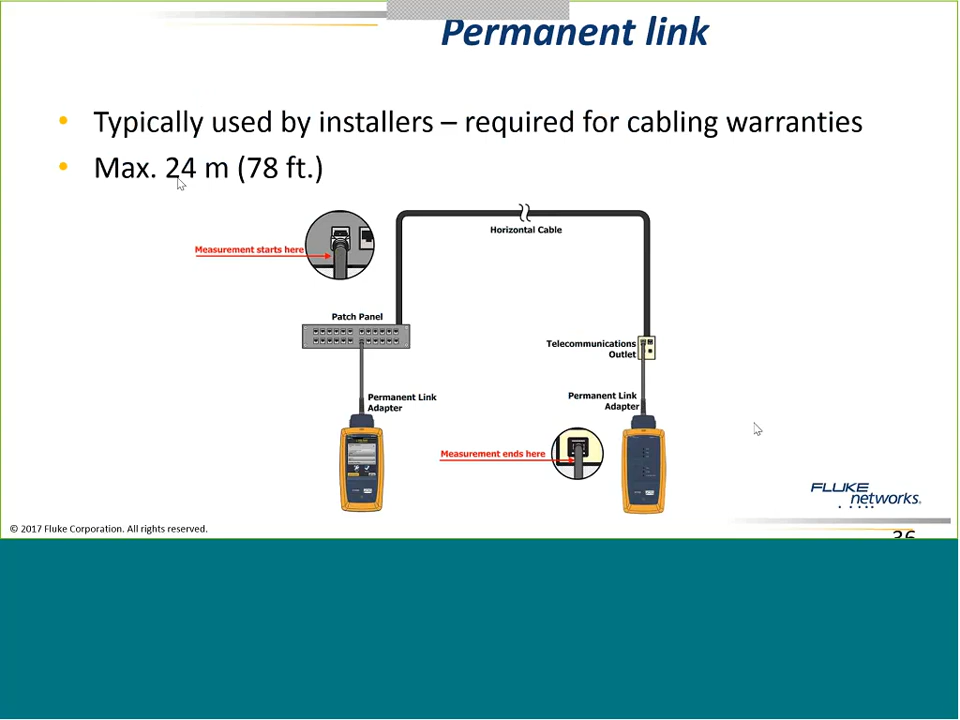 Permanent link
• Typically used by installers – required for cabling warranties
• Max. 24 m (78 ft.)
Horizontal Cable
Measurement starts here
Patch Panel
Telecommunications
Outlet
Permanent Link
Adapter
Permanent Link
Adapter
Measurement ends here
FLUKE
networks.
© 2017 Fluke Corporation. All rights reserved.
36